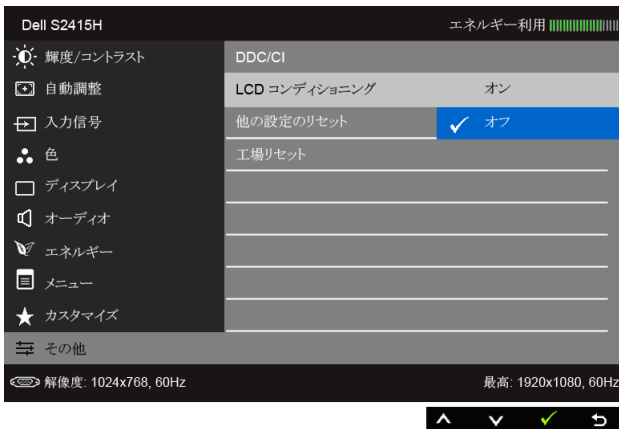 Dell S2415H エネルギー利用
輝度/コントラスト DDC/CI
自動調整 LCD コンディショニング オン
入力信号 他の設定のリセット オフ
色 工場リセット
ディスプレイ
オーディオ
エネルギー
メニュー
カスタマイズ
その他
解像度: 1024x768, 60Hz 最高: 1920x1080, 60Hz